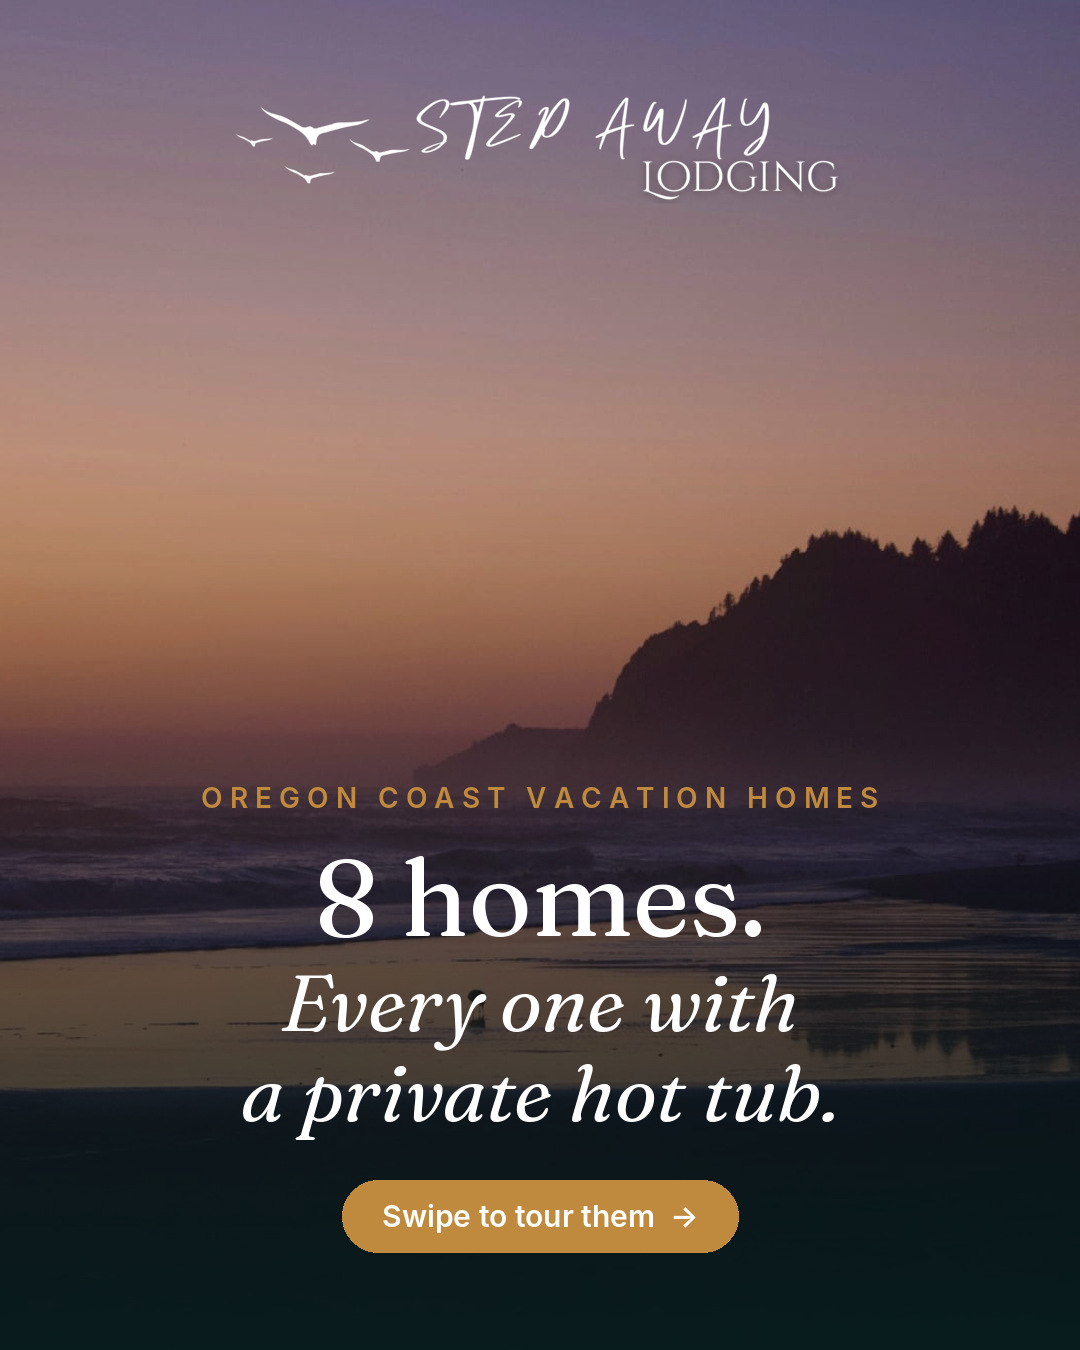 STEP AWAY
LODGING
OREGON COAST VACATION HOMES
8 homes.
Every one with
a private hot tub.
Swipe to tour them →